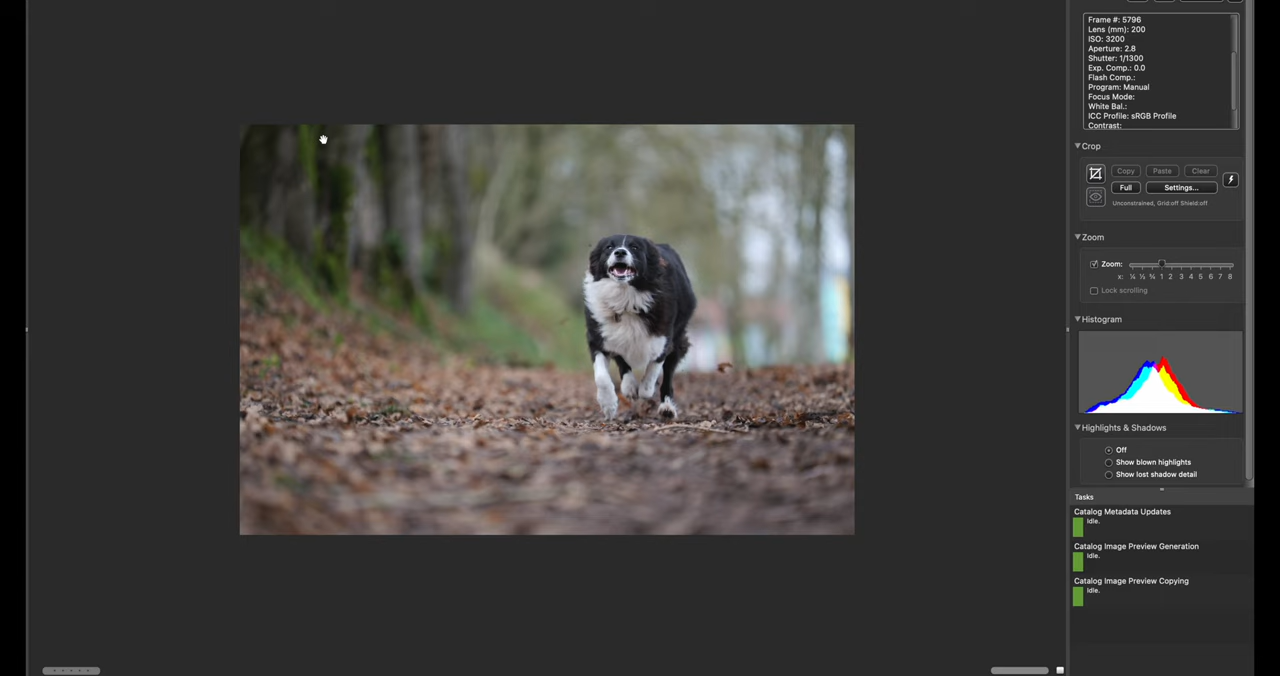 Frame #: 5796
Lens (mm): 200
ISO: 3200
Aperture: 2.8
Shutter: 1/1300
Exp. Comp.: 0.0
Flash Comp.:
Program: Manual
Focus Mode:
White Bal.:
ICC Profile: sRGB Profile
Contrast:
Crop
Copy Paste Clear
Full Settings...
Unconstrained, Grid:off Shield:off
Zoom
Zoom:
x: ¼ ½ ¾ 1 2 3 4 5 6 7 8
Lock scrolling
Histogram
Highlights & Shadows
Off
Show blown highlights
Show lost shadow detail
Tasks
Catalog Metadata Updates
Idle.
Catalog Image Preview Generation
Idle.
Catalog Image Preview Copying
Idle.